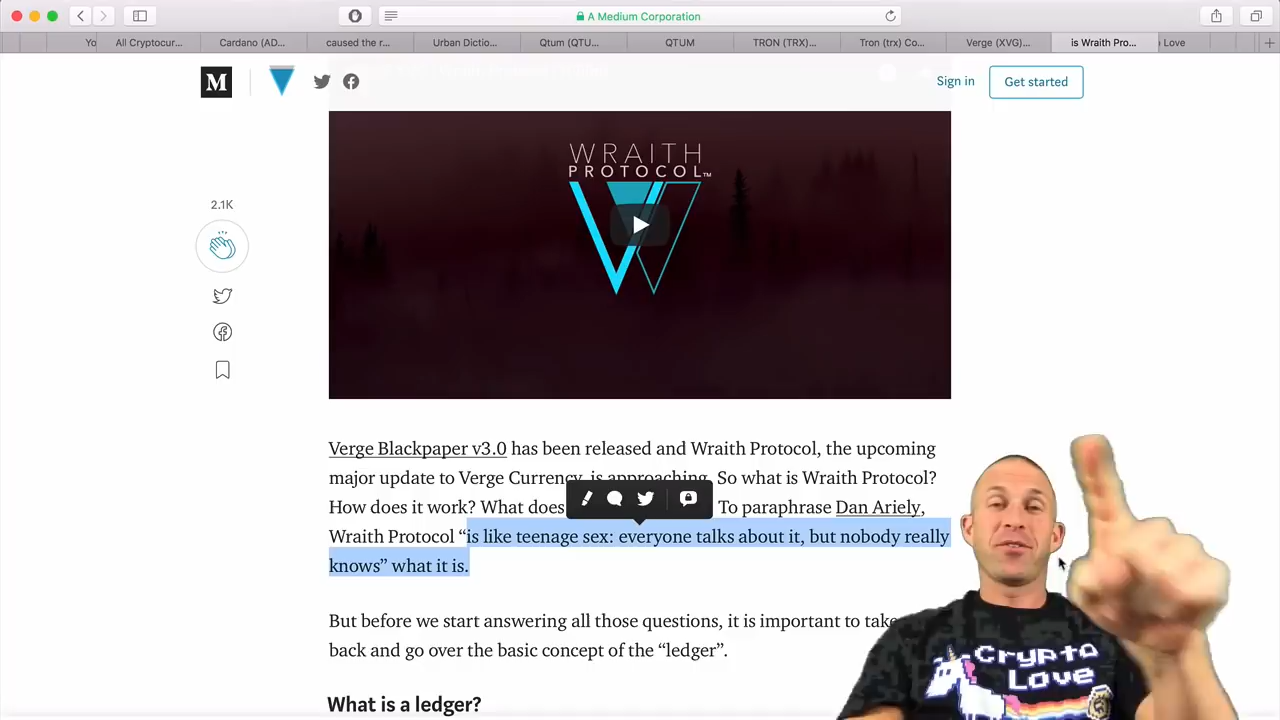 A Medium Corporation
Yo
All Cryptocur...
Cardano (AD...
caused the r...
Urban Dictio...
Qtum (QTU...
QTUM
TRON (TRX)...
Tron (trx) Co...
Verge (XVG)...
is Wraith Pro...
Love
M
Sign in
Get started
WRAITH
PROTOCOL™
2.1K
Verge Blackpaper v3.0 has been released and Wraith Protocol, the upcoming
major update to Verge Currency, is approaching. So what is Wraith Protocol?
How does it work? What does To paraphrase Dan Ariely,
Wraith Protocol “is like teenage sex: everyone talks about it, but nobody really
knows” what it is.
But before we start answering all those questions, it is important to take
back and go over the basic concept of the “ledger”.
What is a ledger?
Crypto
Love